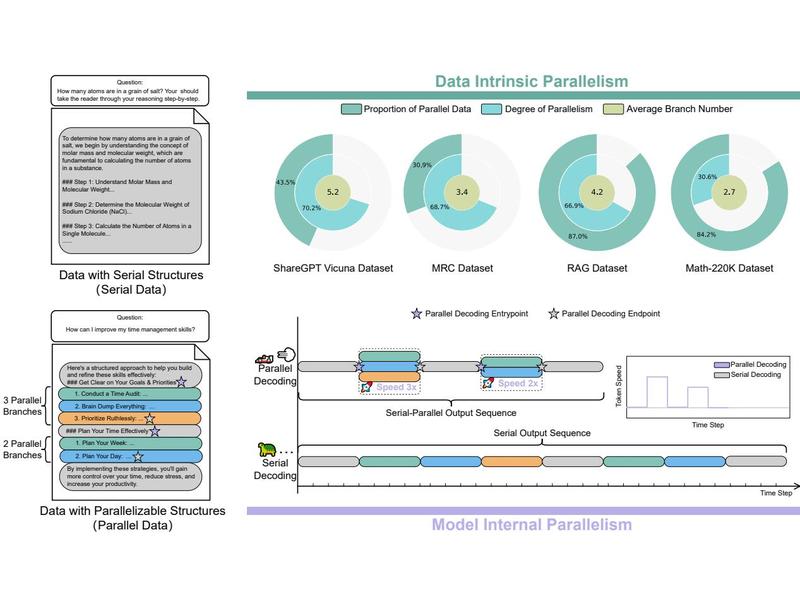 Question:
How many atoms are in a grain of salt? Your should
take the reader through your reasoning step-by-step.
To determine how many atoms are in a grain of
salt, we begin by understanding the concept of
molar mass and molecular weight, which are
fundamental to calculating the number of atoms
in a substance.
### Step 1: Understand Molar Mass and
Molecular Weight...
### Step 2: Determine the Molecular Weight of
Sodium Chloride (NaCl)...
### Step 3: Calculate the Number of Atoms in a
Single Molecule...
......
Data with Serial Structures
(Serial Data)
Question:
How can I improve my time management skills?
Here's a structured approach to help you build
and refine these skills effectively:
### Get Clear on Your Goals & Priorities
3 Parallel
Branches
1. Conduct a Time Audit: ...
2. Brain Dump Everything: ...
3. Prioritize Ruthlessly: ...
### Plan Your Time Effectively
2 Parallel
Branches
1. Plan Your Week: ...
2. Plan Your Day: ...
By implementing these strategies, you'll gain
more control over your time, reduce stress, and
increase your productivity.
Data with Parallelizable Structures
(Parallel Data)
Data Intrinsic Parallelism
Proportion of Parallel Data
Degree of Parallelism
Average Branch Number
43.5%
70.2%
5.2
ShareGPT Vicuna Dataset
30.9%
68.7%
3.4
MRC Dataset
87.0%
66.9%
4.2
RAG Dataset
84.2%
30.6%
2.7
Math-220K Dataset
Parallel Decoding Entrypoint
Parallel Decoding Endpoint
Parallel
Decoding
Speed 3x
Speed 2x
Serial-Parallel Output Sequence
Token Speed
Parallel Decoding
Serial Decoding
Time Step
Serial Output Sequence
Serial
Decoding
Time Step
Model Internal Parallelism